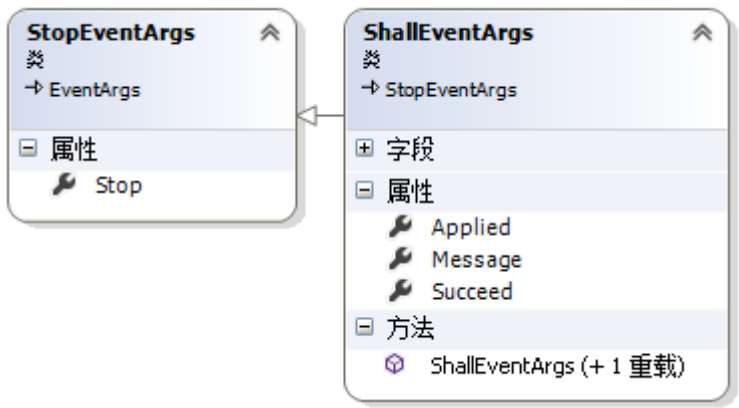 StopEventArgs
类
EventArgs
属性
Stop
ShallEventArgs
类
StopEventArgs
字段
属性
Applied
Message
Succeed
方法
ShallEventArgs (+ 1 重载)